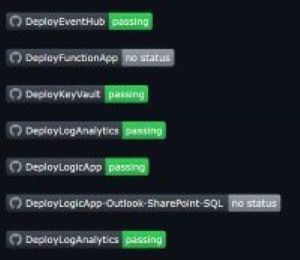 DeployEventHub passing
DeployFunctionApp no status
DeployKeyVault passing
DeployLogAnalytics passing
DeployLogicApp passing
DeployLogicApp-Outlook-SharePoint-SQL no status
DeployLogAnalytics passing